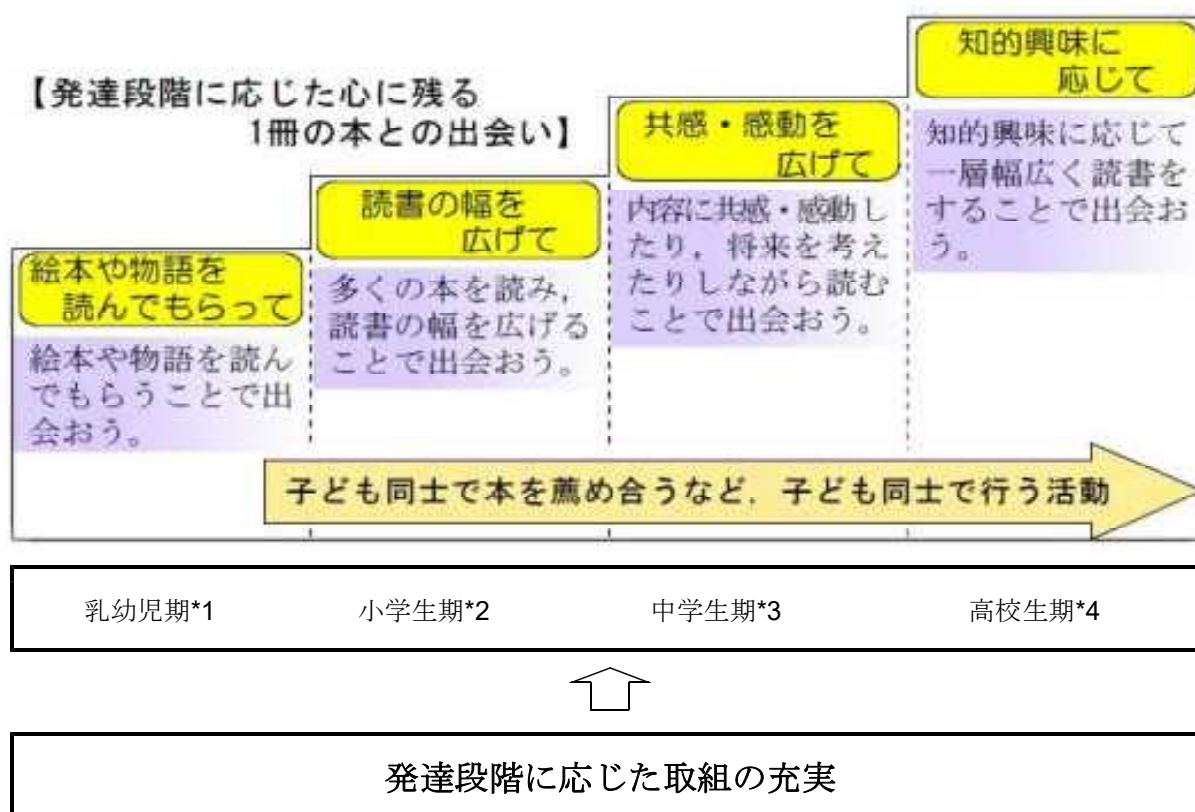 【発達段階に応じた心に残る
1冊の本との出会い】
絵本や物語を
読んでもらって
絵本や物語を読ん
でもらうことで出
会おう。
読書の幅を
広げて
多くの本を読み，
読書の幅を広げる
ことで出会おう。
共感・感動を
広げて
内容に共感・感動し
たり，将来を考え
たりしながら読む
ことで出会おう。
知的興味に
応じて
知的興味に応じて
一層幅広く読書を
することで出会お
う。
子ども同士で本を薦め合うなど，子ども同士で行う活動
乳幼児期*1 小学生期*2 中学生期*3 高校生期*4
発達段階に応じた取組の充実